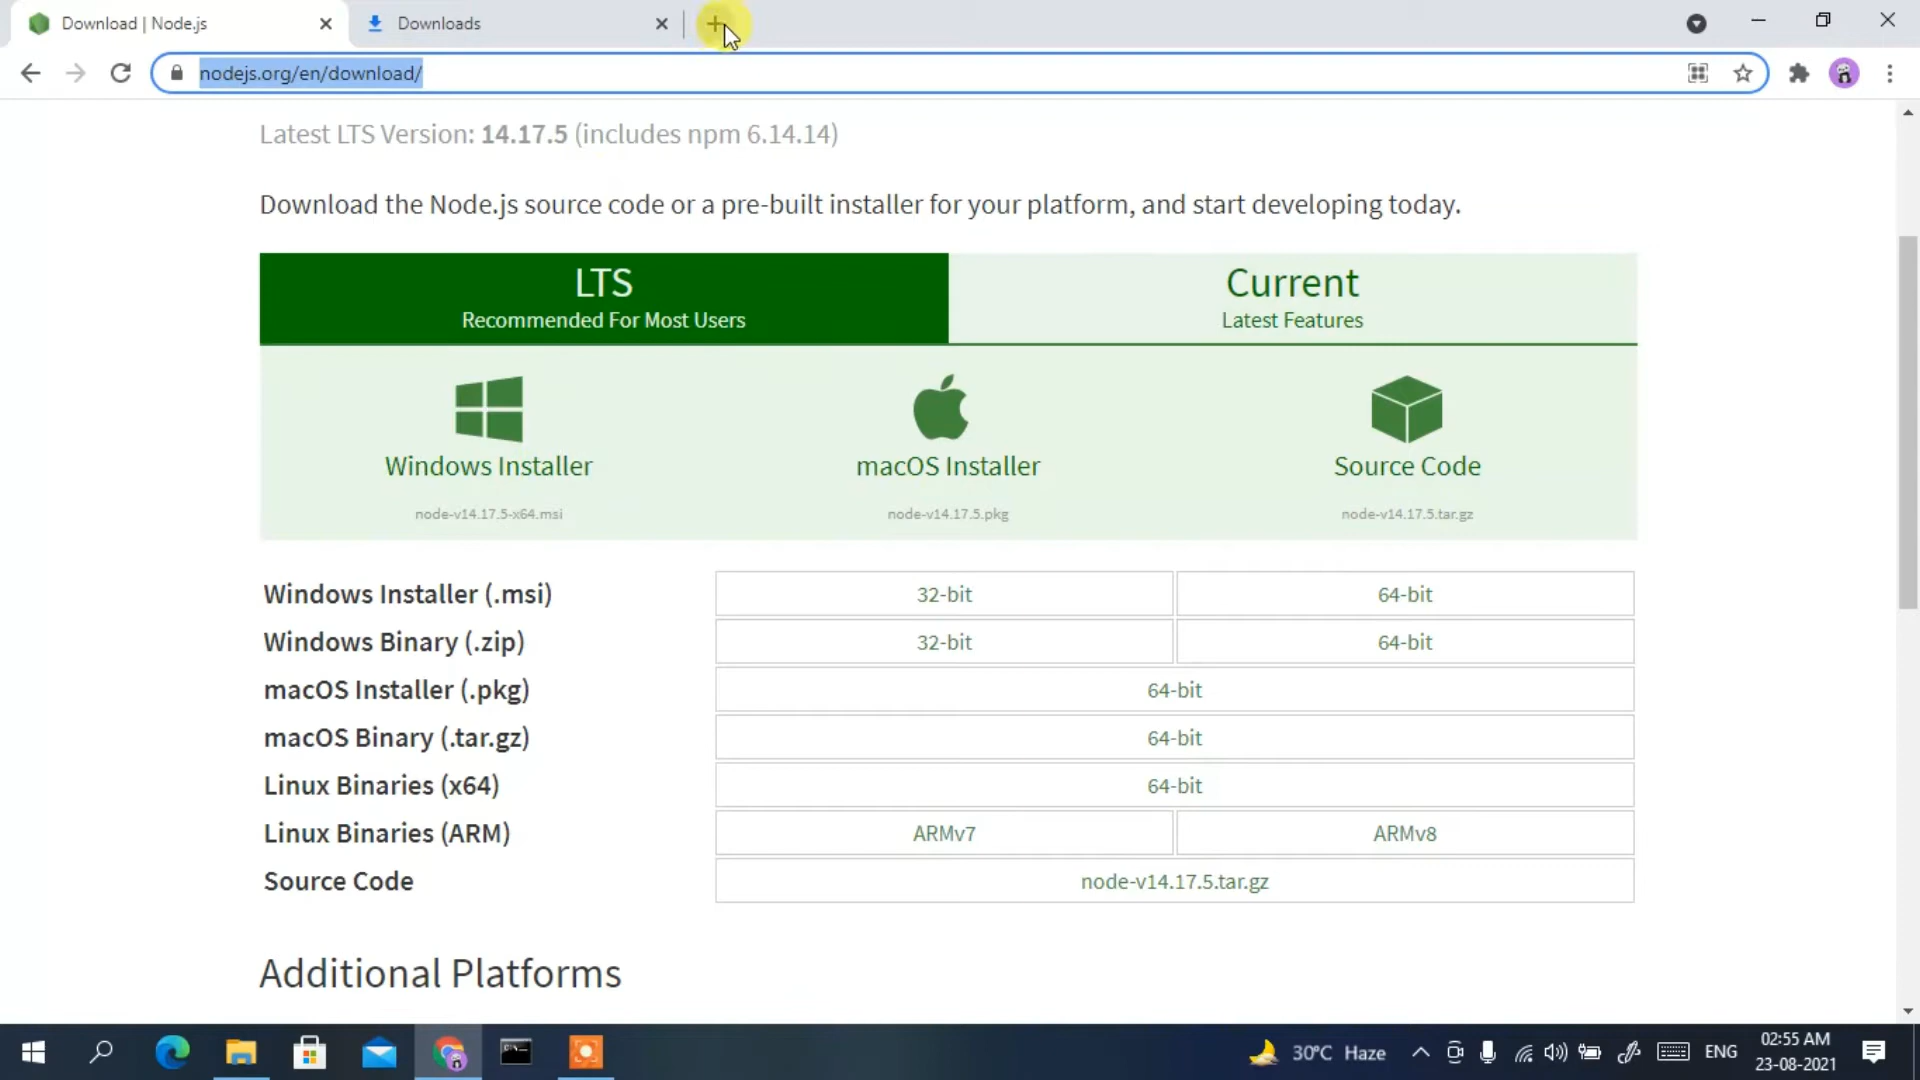 Download | Node.js
Downloads
nodejs.org/en/download/
Latest LTS Version: 14.17.5 (includes npm 6.14.14)
Download the Node.js source code or a pre-built installer for your platform, and start developing today.
LTS
Recommended For Most Users
Current
Latest Features
Windows Installer
macOS Installer
Source Code
node-v14.17.5-x64.msi
node-v14.17.5.pkg
node-v14.17.5.tar.gz
Windows Installer (.msi) 32-bit 64-bit
Windows Binary (.zip) 32-bit 64-bit
macOS Installer (.pkg) 64-bit
macOS Binary (.tar.gz) 64-bit
Linux Binaries (x64) 64-bit
Linux Binaries (ARM) ARMv7 ARMv8
Source Code node-v14.17.5.tar.gz
Additional Platforms
30°C Haze
ENG
02:55 AM
23-08-2021